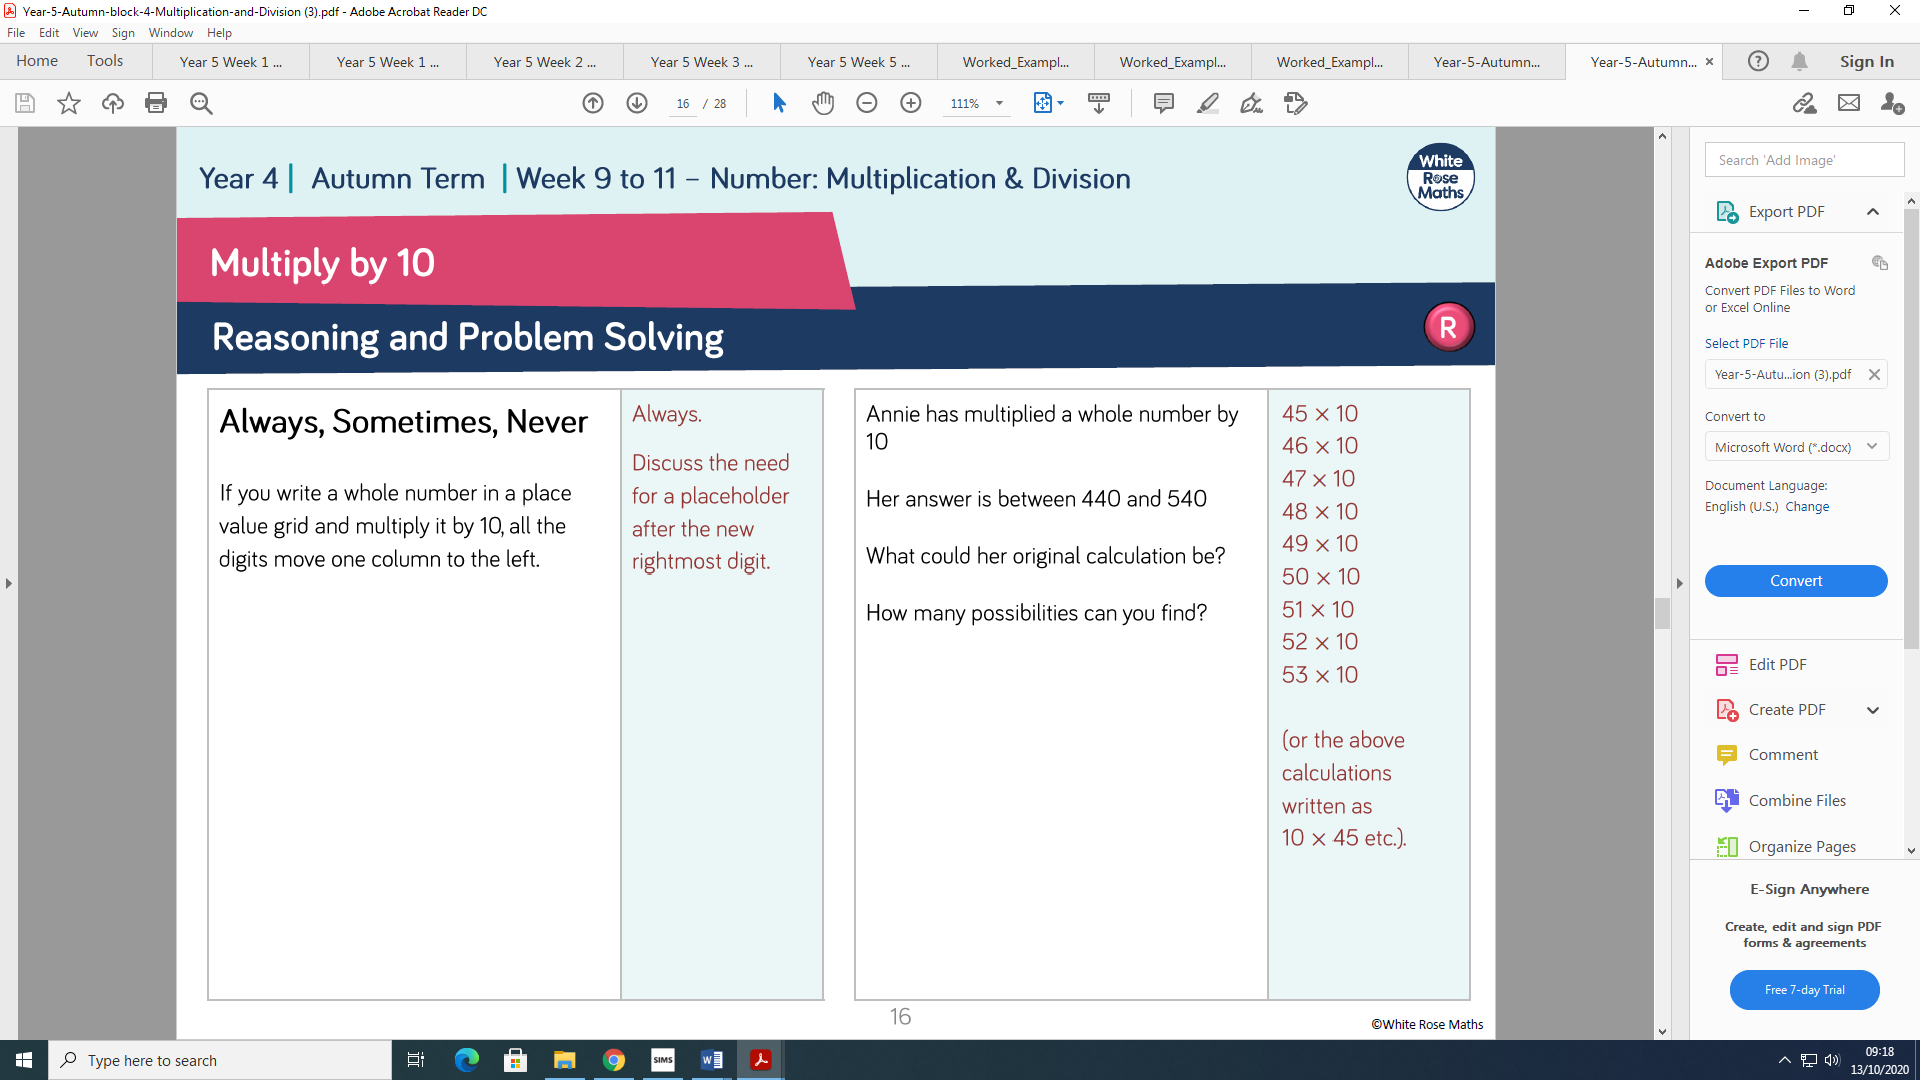 Year-5-Autumn-block-4-Multiplication-and-Division (3).pdf - Adobe Acrobat Reader DC
File Edit View Sign Window Help
Home Tools Year 5 Week 1 ... Year 5 Week 1 ... Year 5 Week 2 ... Year 5 Week 3 ... Year 5 Week 5 ... Worked_Exampl... Worked_Exampl... Worked_Exampl... Year-5-Autumn... Year-5-Autumn... × Sign In
16 / 28 111%
Year 4 | Autumn Term | Week 9 to 11 – Number: Multiplication & Division
White
Rose
Maths
Multiply by 10
Reasoning and Problem Solving
R
Always, Sometimes, Never
If you write a whole number in a place
value grid and multiply it by 10, all the
digits move one column to the left.
Always.
Discuss the need
for a placeholder
after the new
rightmost digit.
Annie has multiplied a whole number by
10
Her answer is between 440 and 540
What could her original calculation be?
How many possibilities can you find?
45 × 10
46 × 10
47 × 10
48 × 10
49 × 10
50 × 10
51 × 10
52 × 10
53 × 10
(or the above
calculations
written as
10 × 45 etc.).
16
©White Rose Maths
Search 'Add Image'
Export PDF
Adobe Export PDF
Convert PDF Files to Word
or Excel Online
Select PDF File
Year-5-Autu...ion (3).pdf
Convert to
Microsoft Word (*.docx)
Document Language:
English (U.S.) Change
Convert
Edit PDF
Create PDF
Comment
Combine Files
Organize Pages
E-Sign Anywhere
Create, edit and sign PDF
forms & agreements
Free 7-day Trial
Type here to search
SIMS
09:18
13/10/2020